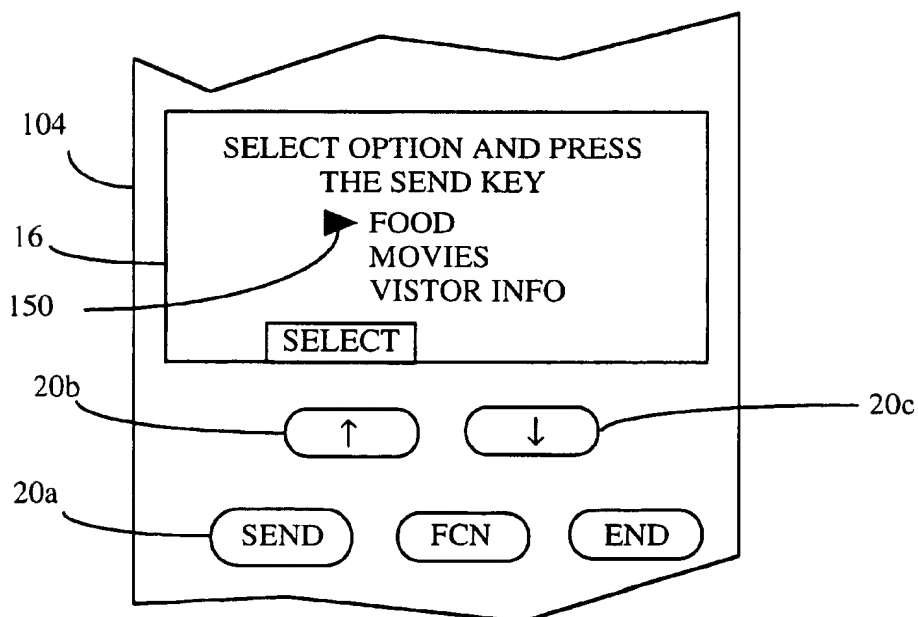 104
SELECT OPTION AND PRESS
THE SEND KEY
16
▶ FOOD
MOVIES
150
VISTOR INFO
SELECT
20b
↑
↓
20c
20a
SEND
FCN
END